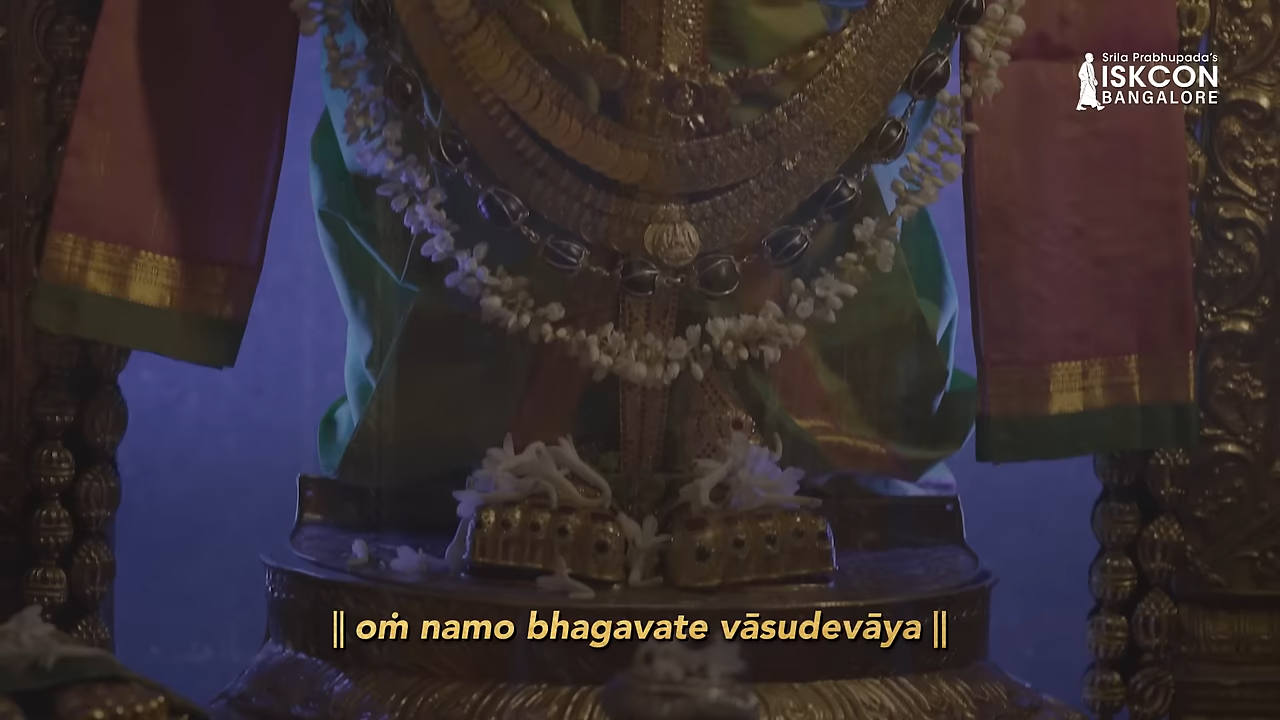 Srila Prabhupada's
ISKCON
BANGALORE
|| oṁ namo bhagavate vāsudevāya ||